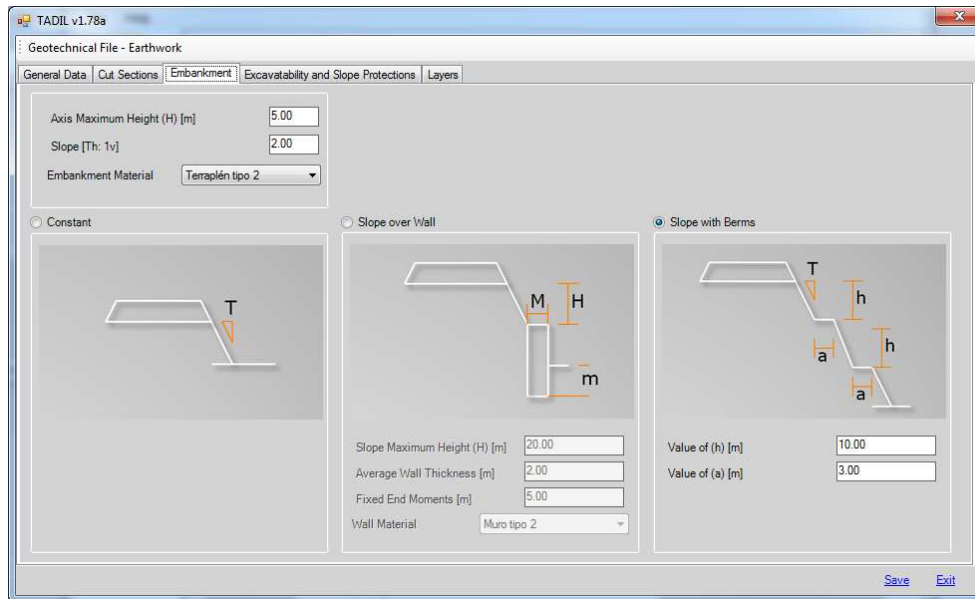 TADIL v1.78a
Geotechnical File - Earthwork
General Data Cut Sections Embankment Excavatability and Slope Protections Layers
Axis Maximum Height (H) [m] 5.00
Slope [Th: 1v] 2.00
Embankment Material Terraplén tipo 2
Constant
T
Slope over Wall
M H
m
Slope Maximum Height (H) [m] 20.00
Average Wall Thickness [m] 2.00
Fixed End Moments [m] 5.00
Wall Material Muro tipo 2
Slope with Berms
T
h
h
a
a
Value of (h) [m] 10.00
Value of (a) [m] 3.00
Save Exit